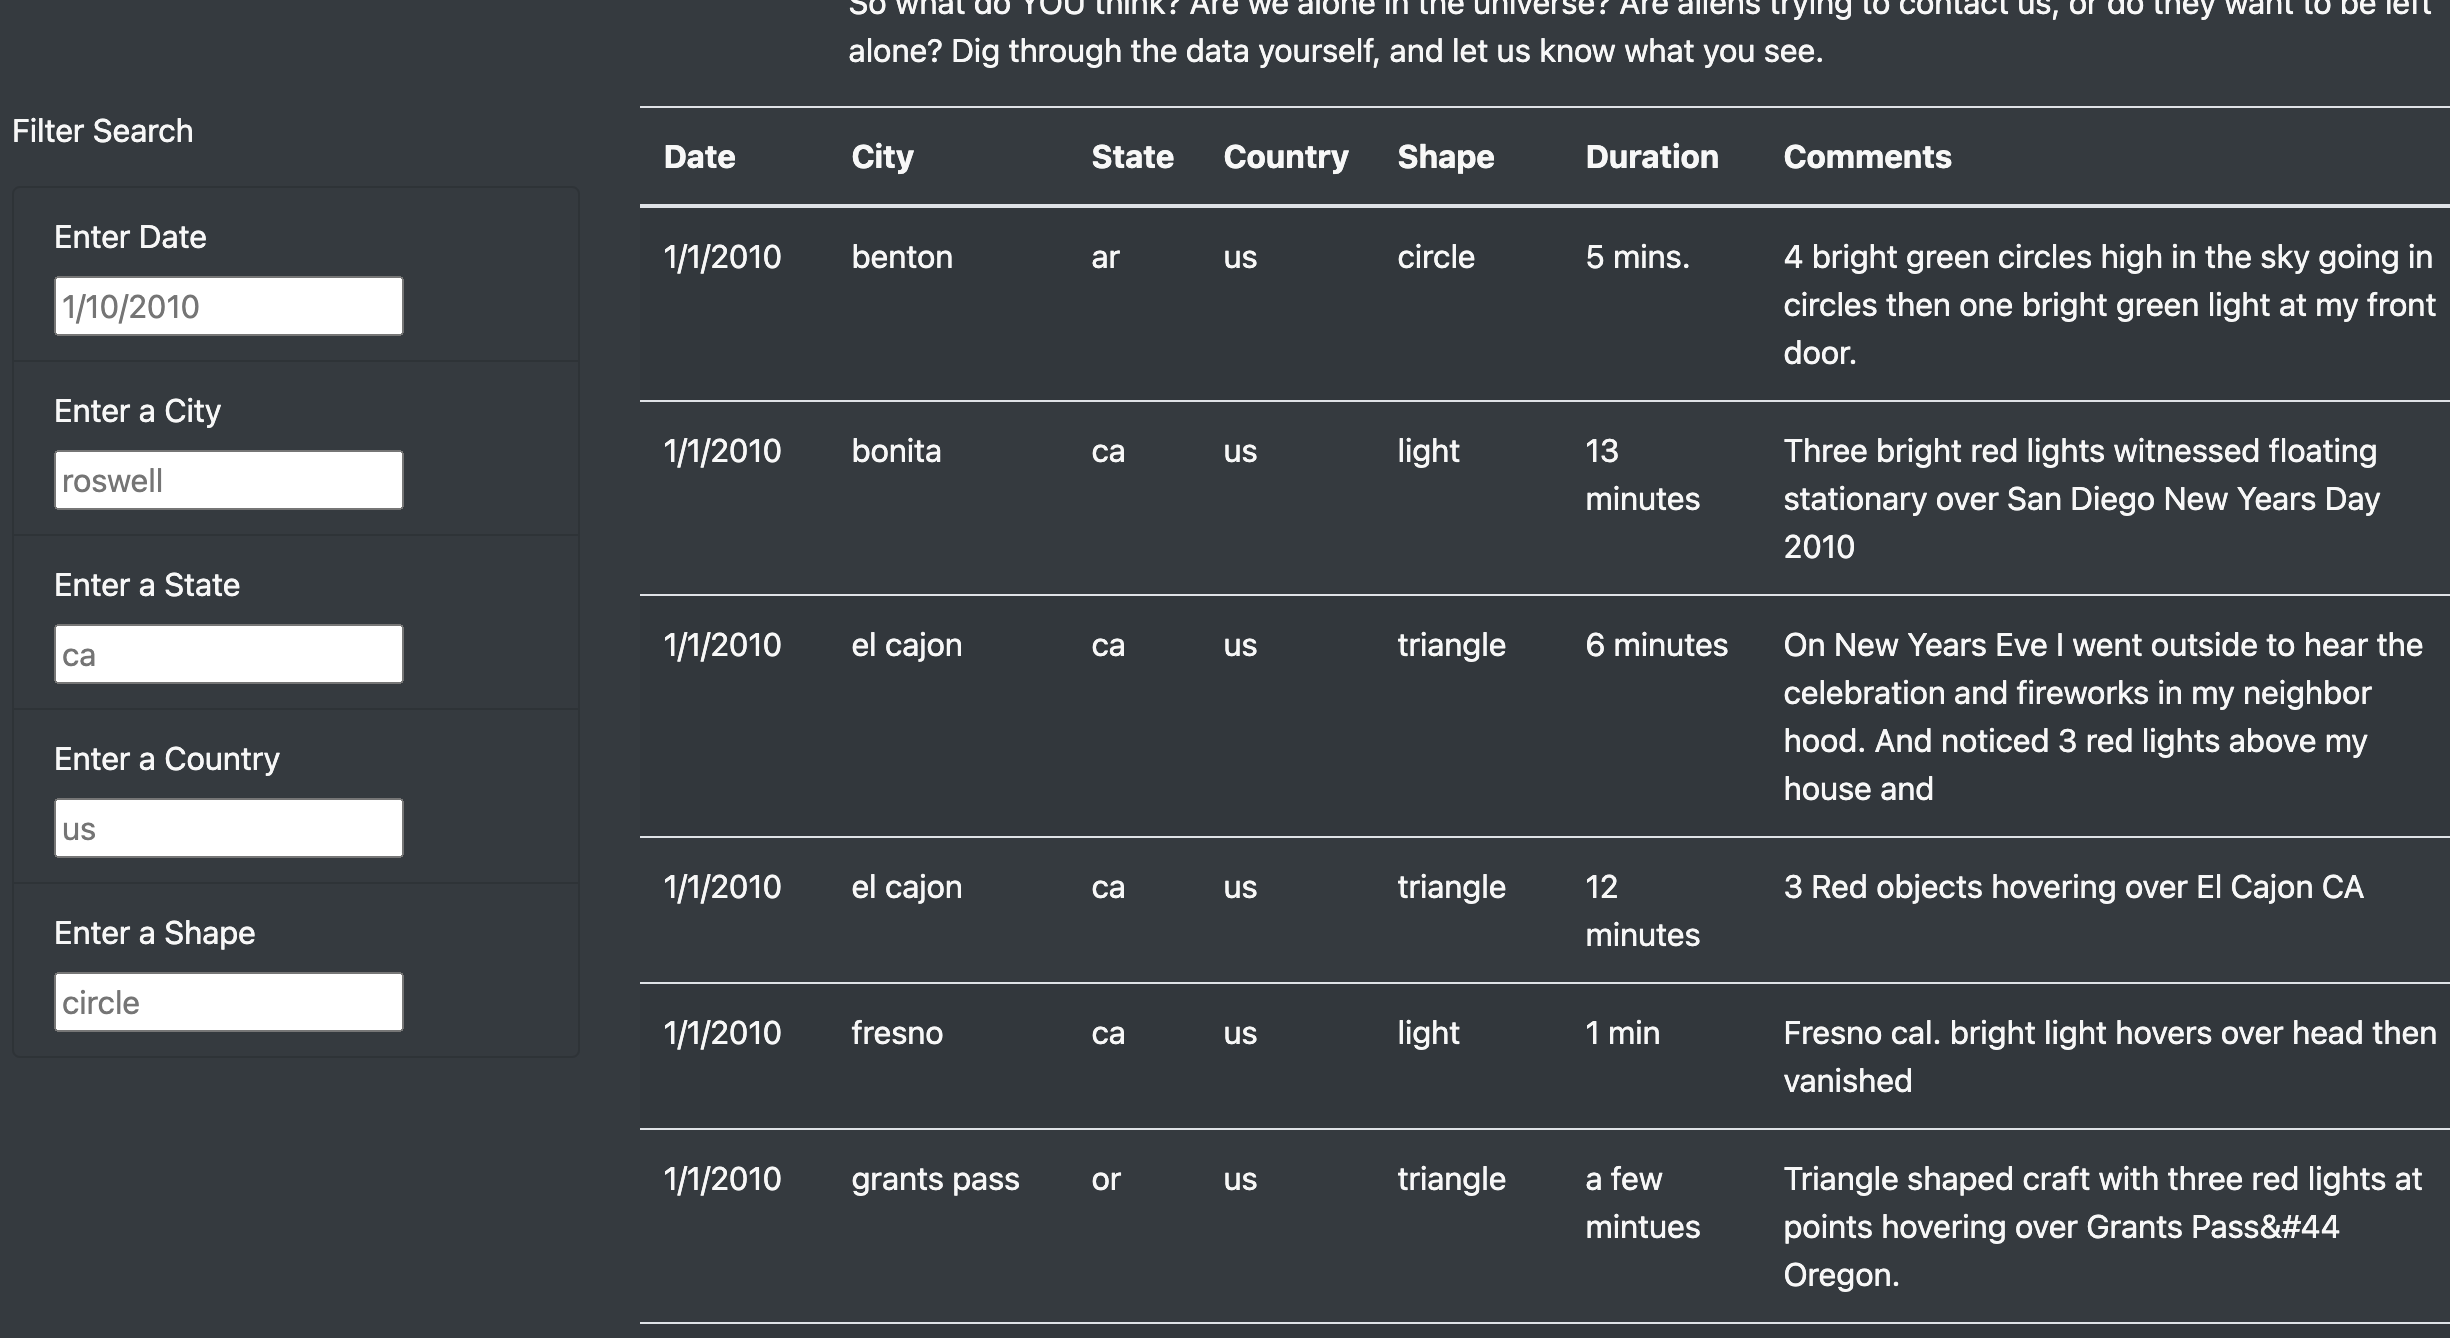 So what do YOU think? Are we alone in the universe? Are aliens trying to contact us, or do they want to be left
alone? Dig through the data yourself, and let us know what you see.
Filter Search
Enter Date
1/10/2010
Enter a City
roswell
Enter a State
ca
Enter a Country
us
Enter a Shape
circle
Date City State Country Shape Duration Comments
1/1/2010 benton ar us circle 5 mins. 4 bright green circles high in the sky going in
circles then one bright green light at my front
door.
1/1/2010 bonita ca us light 13 Three bright red lights witnessed floating
minutes stationary over San Diego New Years Day
2010
1/1/2010 el cajon ca us triangle 6 minutes On New Years Eve I went outside to hear the
celebration and fireworks in my neighbor
hood. And noticed 3 red lights above my
house and
1/1/2010 el cajon ca us triangle 12 3 Red objects hovering over El Cajon CA
minutes
1/1/2010 fresno ca us light 1 min Fresno cal. bright light hovers over head then
vanished
1/1/2010 grants pass or us triangle a few Triangle shaped craft with three red lights at
mintues points hovering over Grants Pass&#44
Oregon.